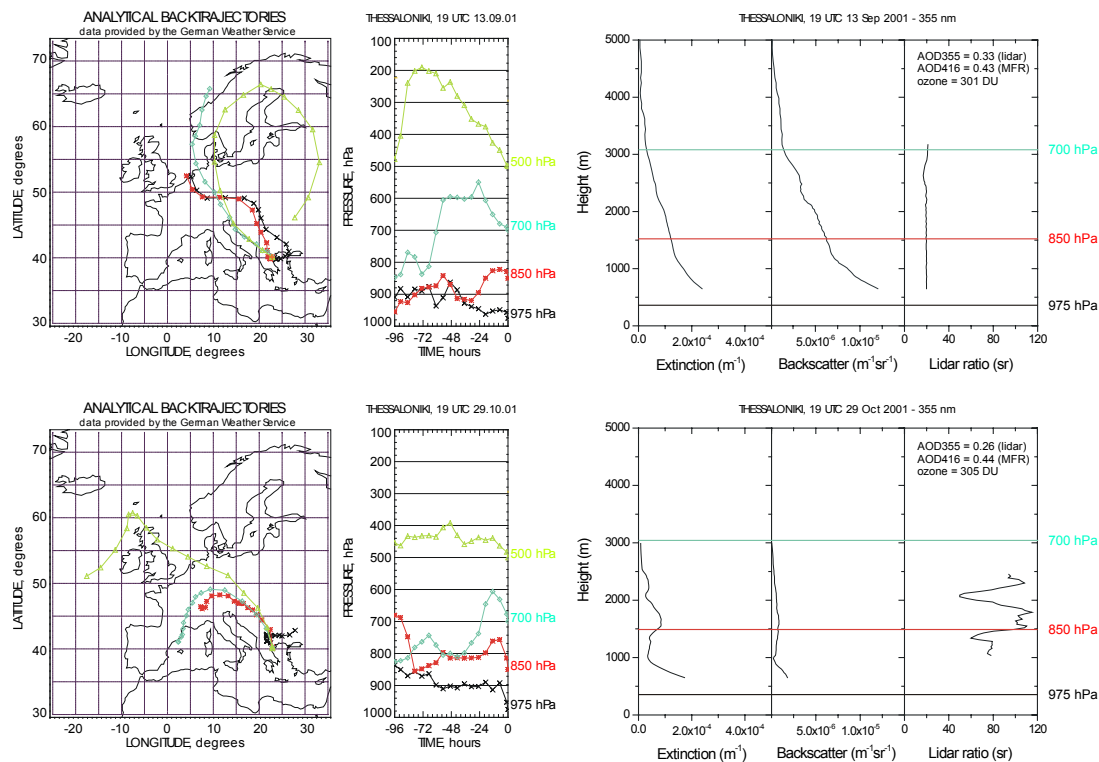 ANALYTICAL BACKTRAJECTORIES
data provided by the German Weather Service
THESSALONIKI, 19 UTC 13.09.01
THESSALONIKI, 19 UTC 13 Sep 2001 - 355 nm
70
60
50
40
30
LATITUDE, degrees
-20
-10
0
10
20
30
LONGITUDE, degrees
100
200
300
400
500
600
700
800
900
1000
PRESSURE, hPa
-96
-72
-48
-24
0
TIME, hours
500 hPa
700 hPa
850 hPa
975 hPa
5000
4000
3000
2000
1000
0
Height (m)
0.0
2.0x10⁻⁴
Extinction (m⁻¹)
5.0x10⁻⁶
1.0x10⁻⁵
Backscatter (m⁻¹sr⁻¹)
AOD355 = 0.33 (lidar)
AOD416 = 0.43 (MFR)
ozone = 301 DU
0
40
80
120
Lidar ratio (sr)
700 hPa
850 hPa
975 hPa
ANALYTICAL BACKTRAJECTORIES
data provided by the German Weather Service
THESSALONIKI, 19 UTC 29.10.01
THESSALONIKI, 19 UTC 29 Oct 2001 - 355 nm
70
60
50
40
30
LATITUDE, degrees
-20
-10
0
10
20
30
LONGITUDE, degrees
100
200
300
400
500
600
700
800
900
1000
PRESSURE, hPa
-96
-72
-48
-24
0
TIME, hours
500 hPa
700 hPa
850 hPa
975 hPa
5000
4000
3000
2000
1000
0
Height (m)
0.0
2.0x10⁻⁴
Extinction (m⁻¹)
5.0x10⁻⁶
1.0x10⁻⁵
Backscatter (m⁻¹sr⁻¹)
AOD355 = 0.26 (lidar)
AOD416 = 0.44 (MFR)
ozone = 305 DU
0
40
80
120
Lidar ratio (sr)
700 hPa
850 hPa
975 hPa